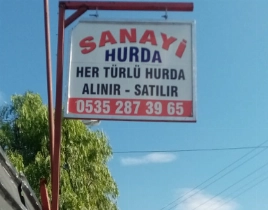 SANAYİ
HURDA
HER TÜRLÜ HURDA
ALINIR - SATILIR
0535 287 39 65